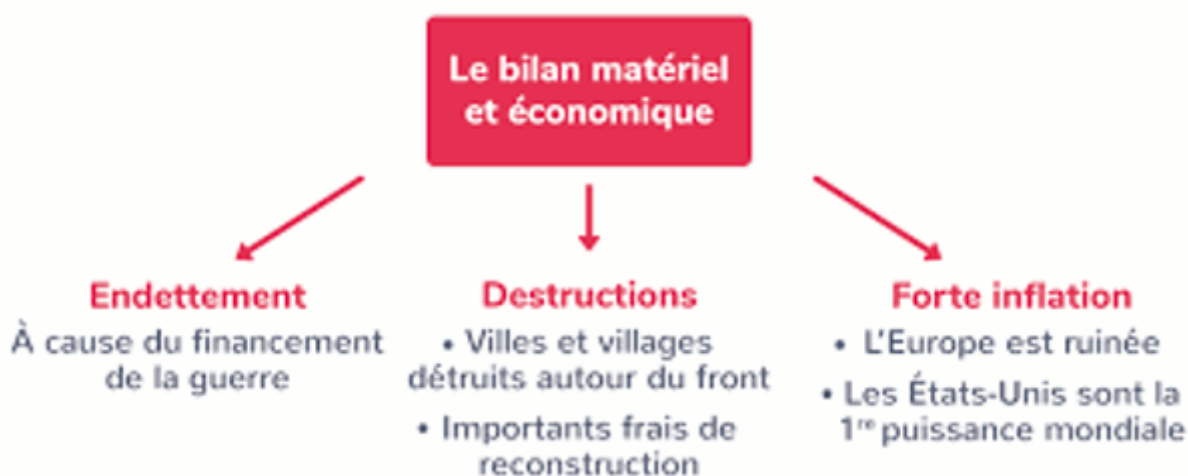 Le bilan matériel
et économique
Endettement
À cause du financement
de la guerre
Destructions
• Villes et villages
détruits autour du front
• Importants frais de
reconstruction
Forte inflation
• L'Europe est ruinée
• Les États-Unis sont la
1re puissance mondiale